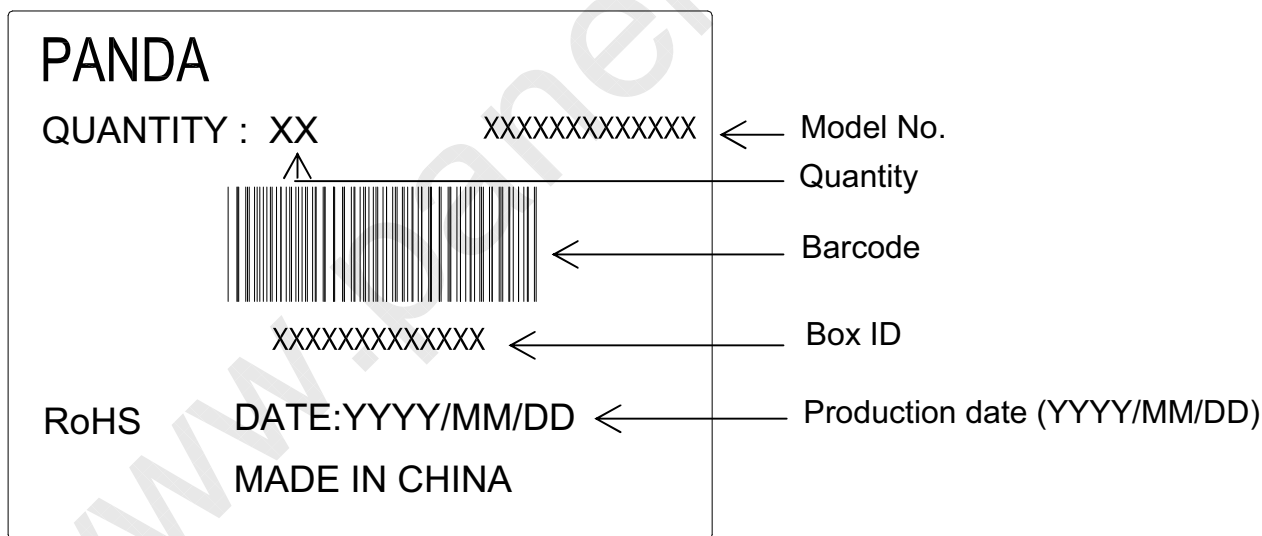 PANDA
QUANTITY : XX XXXXXXXXXXXXX Model No.
Quantity
Barcode
XXXXXXXXXXXXX Box ID
RoHS DATE:YYYY/MM/DD Production date (YYYY/MM/DD)
MADE IN CHINA